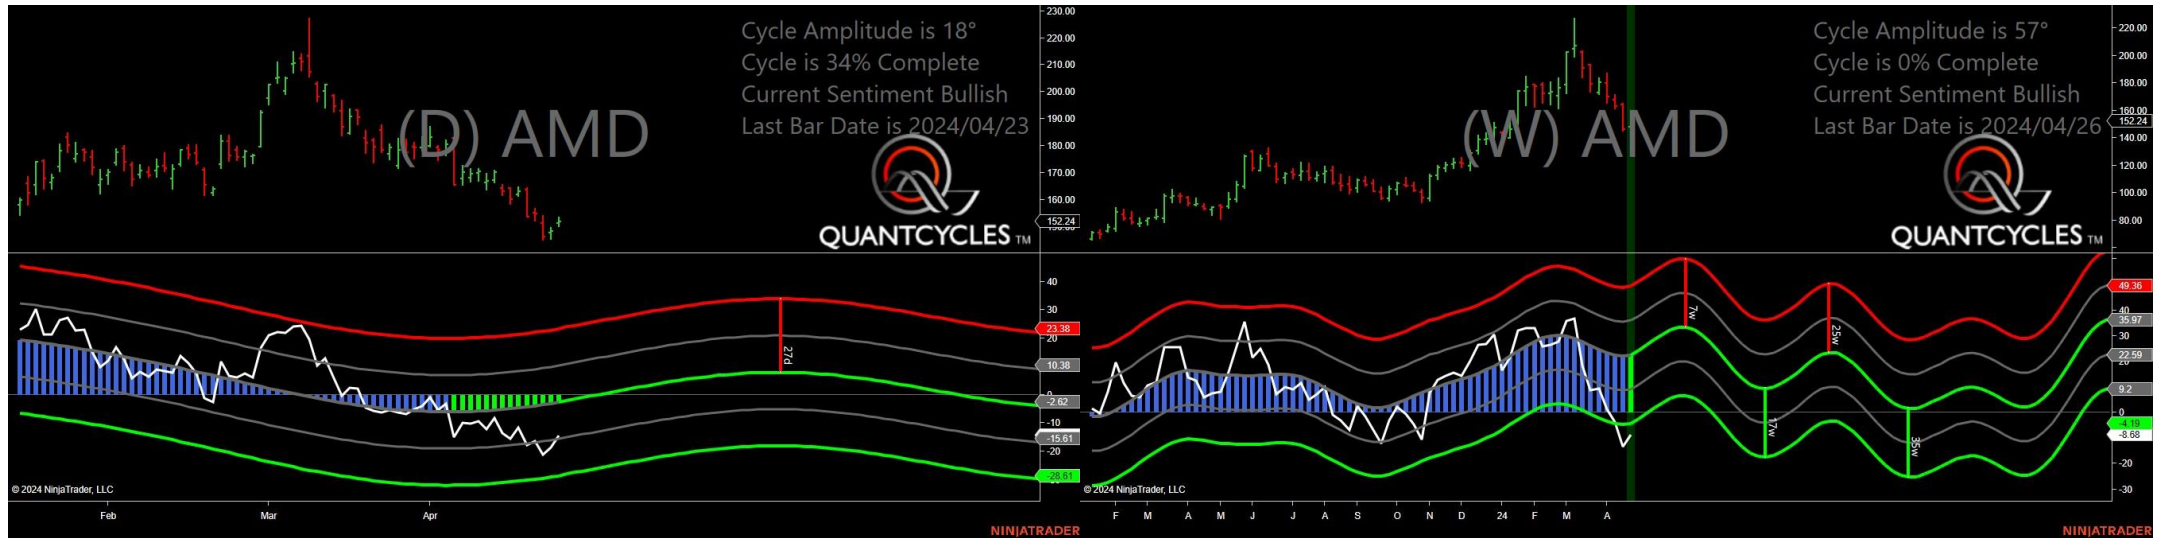 Cycle Amplitude is 18°
Cycle is 34% Complete
Current Sentiment Bullish
Last Bar Date is 2024/04/23
(D) AMD
QUANTCYCLES TM
230.00
220.00
210.00
200.00
190.00
180.00
170.00
160.00
152.24
40
30
23.38
20
10.38
0
-2.62
-10
-15.61
-20
-28.61
27d
© 2024 NinjaTrader, LLC
Feb Mar Apr
NINJATRADER
Cycle Amplitude is 57°
Cycle is 0% Complete
Current Sentiment Bullish
Last Bar Date is 2024/04/26
(W) AMD
QUANTCYCLES TM
220.00
200.00
180.00
160.00
152.24
140.00
120.00
100.00
80.00
49.36
40
35.97
30
22.59
20
9.2
0
-4.19
-8.68
-20
-30
7w
17w
25w
35w
© 2024 NinjaTrader, LLC
F M A M J J A S O N D 24 F M A
NINJATRADER